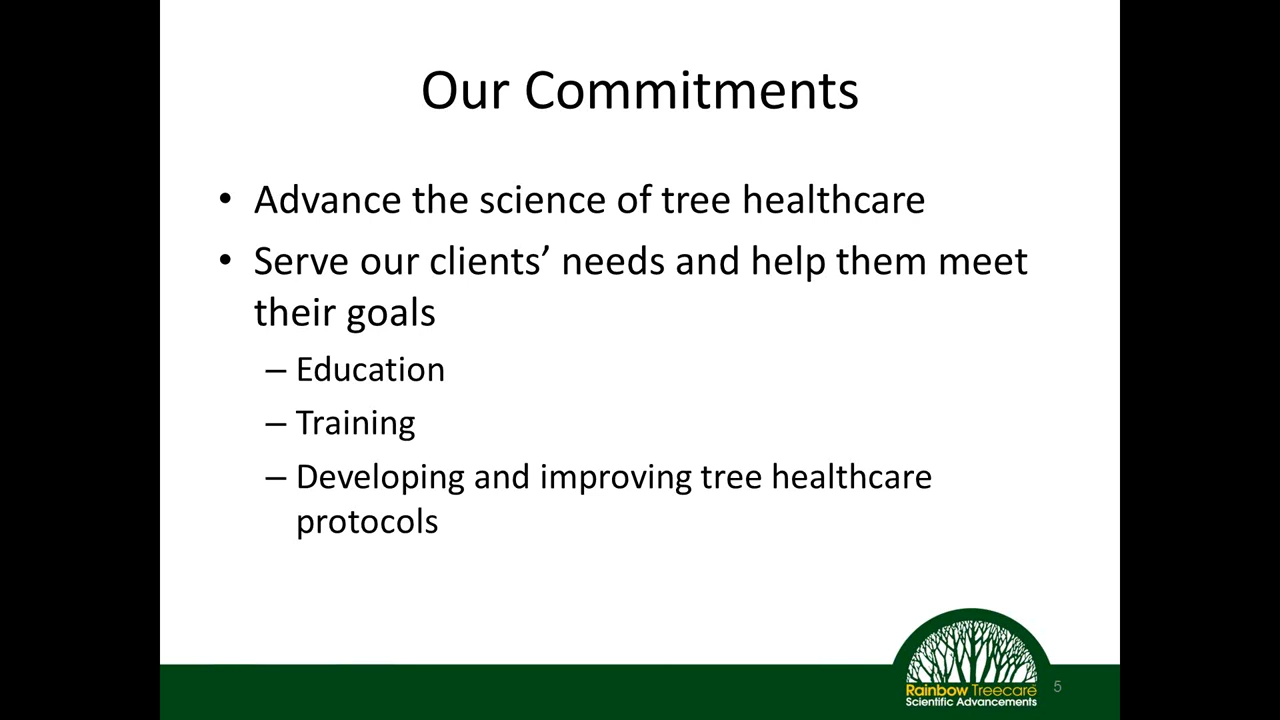 Our Commitments
• Advance the science of tree healthcare
• Serve our clients’ needs and help them meet
their goals
– Education
– Training
– Developing and improving tree healthcare
protocols
Rainbow Treecare
Scientific Advancements
5